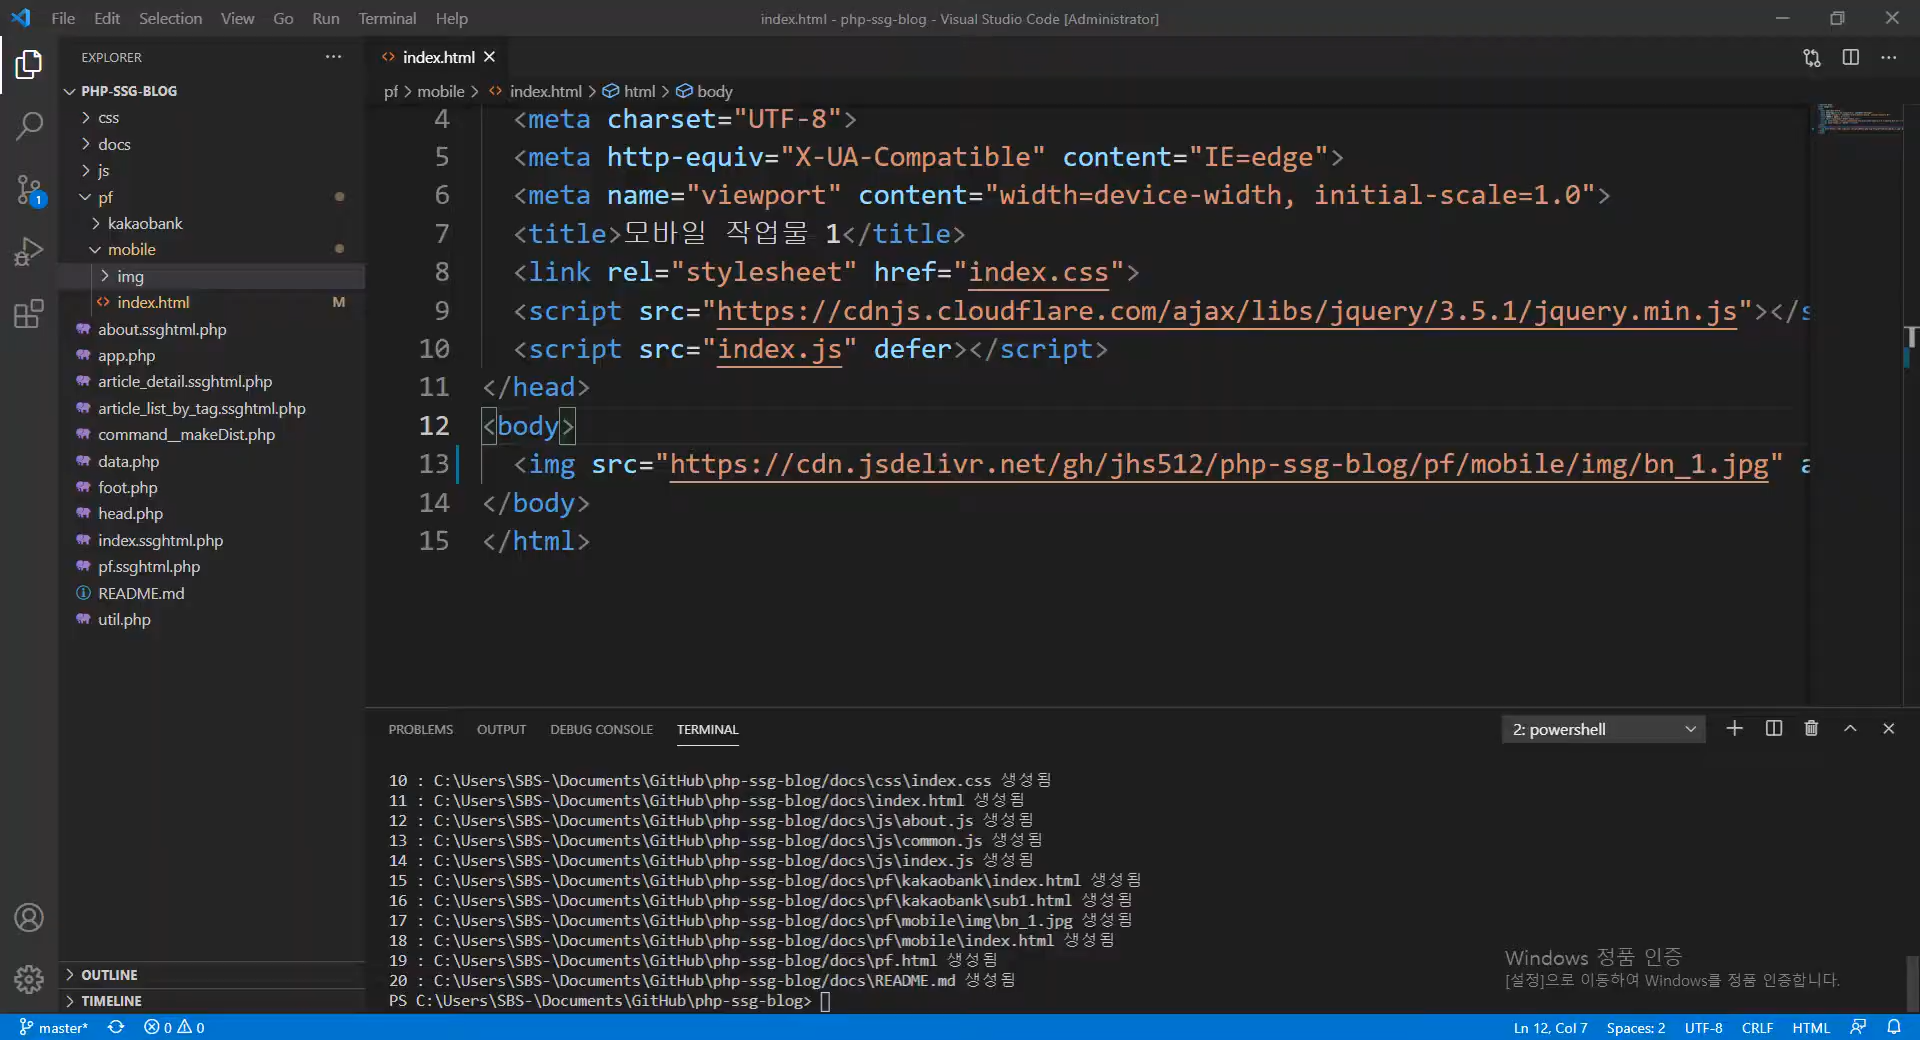 File Edit Selection View Go Run Terminal Help
index.html - php-ssg-blog - Visual Studio Code [Administrator]
EXPLORER
PHP-SSG-BLOG
css
docs
js
pf
kakaobank
mobile
img
index.html M
about.ssghtml.php
app.php
article_detail.ssghtml.php
article_list_by_tag.ssghtml.php
command__makeDist.php
data.php
foot.php
head.php
index.ssghtml.php
pf.ssghtml.php
README.md
util.php
OUTLINE
TIMELINE
1
index.html
pf > mobile > index.html > html > body
4 <meta charset="UTF-8">
5 <meta http-equiv="X-UA-Compatible" content="IE=edge">
6 <meta name="viewport" content="width=device-width, initial-scale=1.0">
7 <title>모바일 작업물 1</title>
8 <link rel="stylesheet" href="index.css">
9 <script src="https://cdnjs.cloudflare.com/ajax/libs/jquery/3.5.1/jquery.min.js"></s
10 <script src="index.js" defer></script>
11 </head>
12 <body>
13 <img src="https://cdn.jsdelivr.net/gh/jhs512/php-ssg-blog/pf/mobile/img/bn_1.jpg" a
14 </body>
15 </html>
PROBLEMS OUTPUT DEBUG CONSOLE TERMINAL
2: powershell
10 : C:\Users\SBS-\Documents\GitHub\php-ssg-blog/docs\css\index.css 생성됨
11 : C:\Users\SBS-\Documents\GitHub\php-ssg-blog/docs\index.html 생성됨
12 : C:\Users\SBS-\Documents\GitHub\php-ssg-blog/docs\js\about.js 생성됨
13 : C:\Users\SBS-\Documents\GitHub\php-ssg-blog/docs\js\common.js 생성됨
14 : C:\Users\SBS-\Documents\GitHub\php-ssg-blog/docs\js\index.js 생성됨
15 : C:\Users\SBS-\Documents\GitHub\php-ssg-blog/docs\pf\kakaobank\index.html 생성됨
16 : C:\Users\SBS-\Documents\GitHub\php-ssg-blog/docs\pf\kakaobank\sub1.html 생성됨
17 : C:\Users\SBS-\Documents\GitHub\php-ssg-blog/docs\pf\mobile\img\bn_1.jpg 생성됨
18 : C:\Users\SBS-\Documents\GitHub\php-ssg-blog/docs\pf\mobile\index.html 생성됨
19 : C:\Users\SBS-\Documents\GitHub\php-ssg-blog/docs\pf.html 생성됨
20 : C:\Users\SBS-\Documents\GitHub\php-ssg-blog/docs\README.md 생성됨
PS C:\Users\SBS-\Documents\GitHub\php-ssg-blog>
Windows 정품 인증
[설정]으로 이동하여 Windows를 정품 인증합니다.
master* 0 0
Ln 12, Col 7 Spaces: 2 UTF-8 CRLF HTML